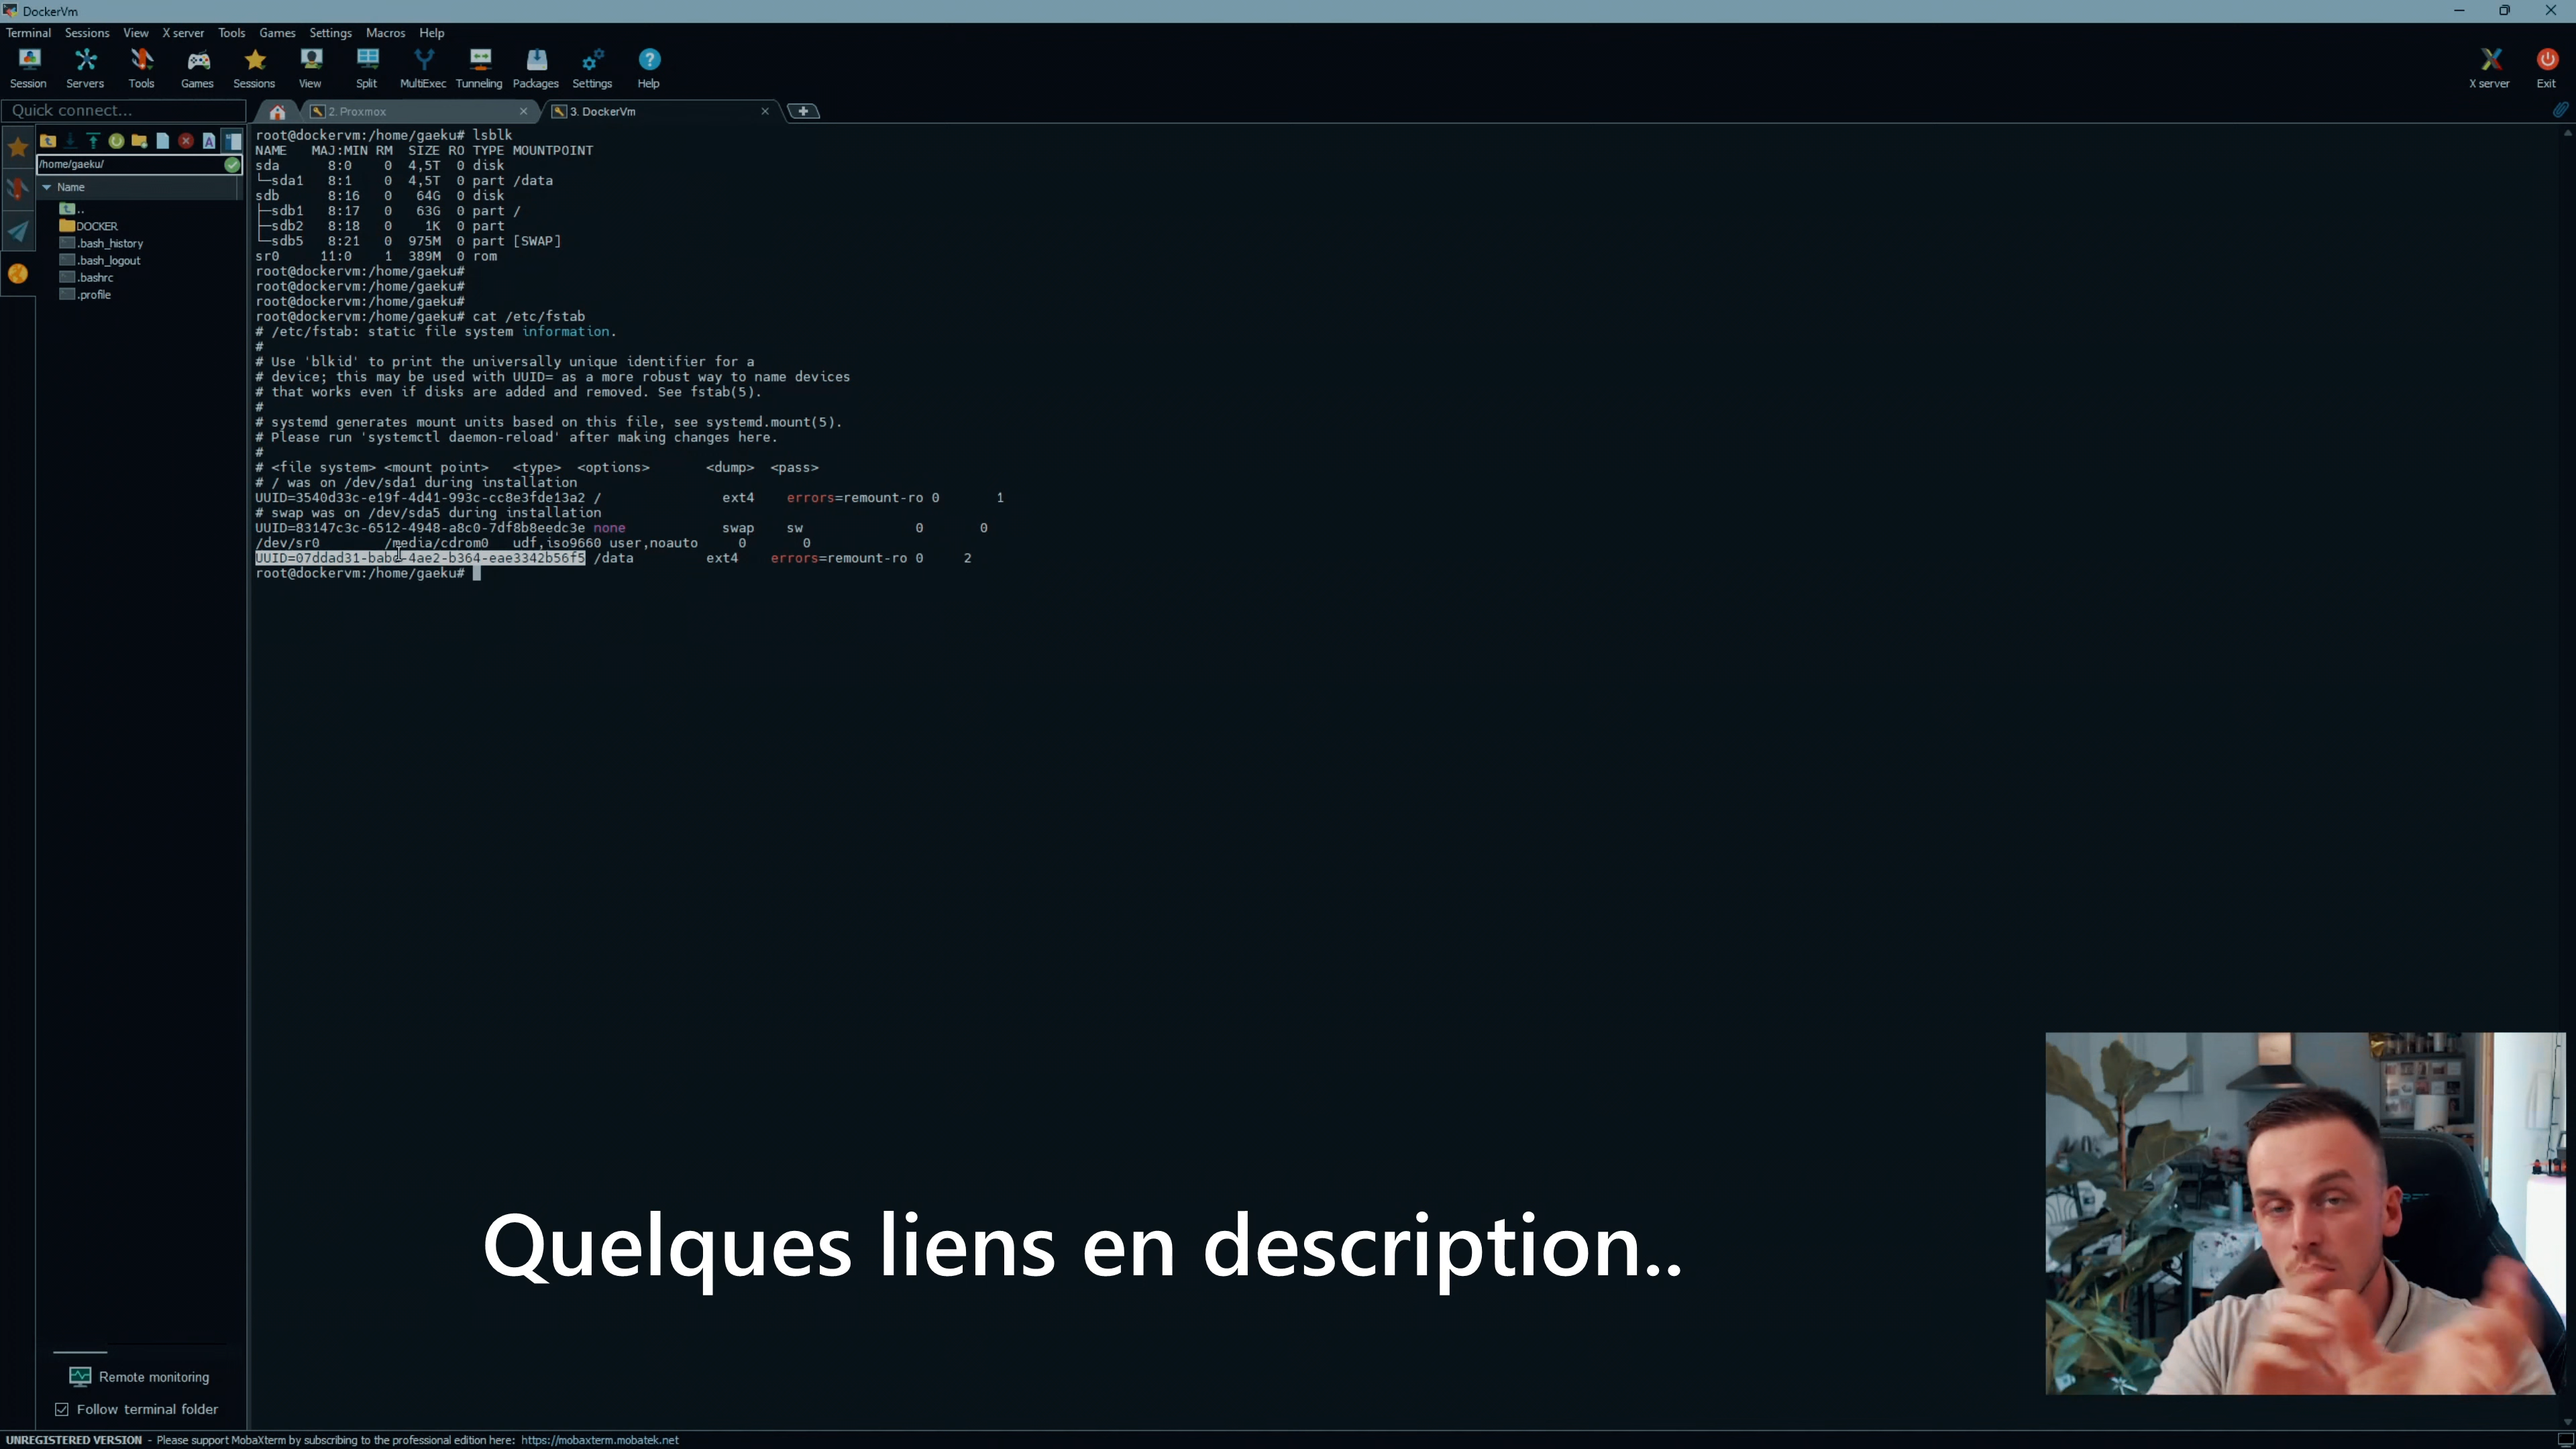 DockerVm
Terminal Sessions View X server Tools Games Settings Macros Help
Session Servers Tools Games Sessions View Split MultiExec Tunneling Packages Settings Help X server Exit
Quick connect...
2. Proxmox
3. DockerVm
/home/gaeku/
Name
..
DOCKER
.bash_history
.bash_logout
.bashrc
.profile
root@dockervm:/home/gaeku# lsblk
NAME   MAJ:MIN RM  SIZE RO TYPE MOUNTPOINT
sda      8:0    0  4,5T  0 disk
└─sda1   8:1    0  4,5T  0 part /data
sdb      8:16   0   64G  0 disk
├─sdb1   8:17   0   63G  0 part /
├─sdb2   8:18   0    1K  0 part
└─sdb5   8:21   0  975M  0 part [SWAP]
sr0     11:0    1  389M  0 rom
root@dockervm:/home/gaeku#
root@dockervm:/home/gaeku#
root@dockervm:/home/gaeku#
root@dockervm:/home/gaeku# cat /etc/fstab
# /etc/fstab: static file system information.
#
# Use 'blkid' to print the universally unique identifier for a
# device; this may be used with UUID= as a more robust way to name devices
# that works even if disks are added and removed. See fstab(5).
#
# systemd generates mount units based on this file, see systemd.mount(5).
# Please run 'systemctl daemon-reload' after making changes here.
#
# <file system> <mount point>   <type>  <options>       <dump>  <pass>
# / was on /dev/sda1 during installation
UUID=3540d33c-e19f-4d41-993c-cc8e3fde13a2 /               ext4    errors=remount-ro 0       1
# swap was on /dev/sda5 during installation
UUID=83147c3c-6512-4948-a8c0-7df8b8eedc3e none            swap    sw              0       0
/dev/sr0        /media/cdrom0   udf,iso9660 user,noauto     0       0
/data         ext4    errors=remount-ro 0     2
root@dockervm:/home/gaeku#
Quelques liens en description..
Remote monitoring
Follow terminal folder
UNREGISTERED VERSION - Please support MobaXterm by subscribing to the professional edition here: https://mobaxterm.mobatek.net